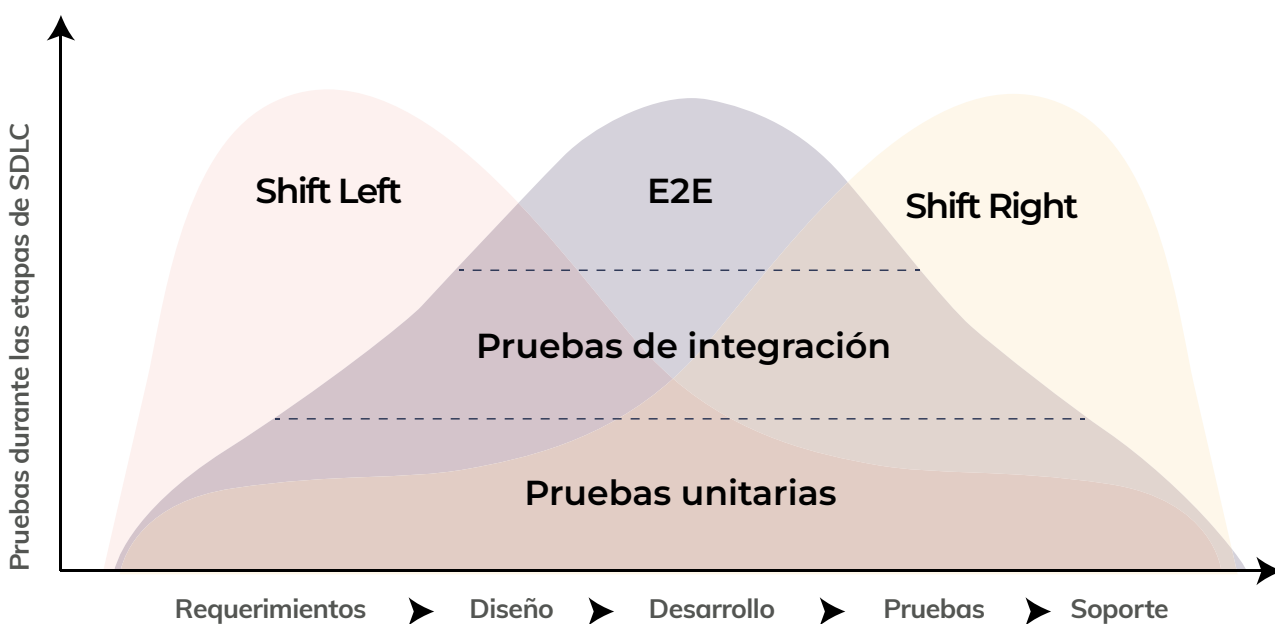 Pruebas durante las etapas de SDLC
Shift Left
E2E
Shift Right
Pruebas de integración
Pruebas unitarias
Requerimientos
Diseño
Desarrollo
Pruebas
Soporte